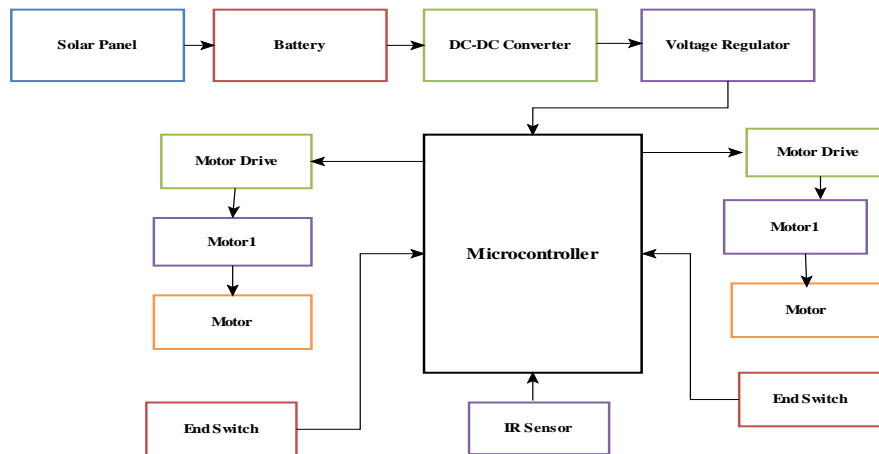 Solar Panel
Battery
DC-DC Converter
Voltage Regulator
Motor Drive
Motor Drive
Motor1
Motor1
Microcontroller
Motor
Motor
End Switch
IR Sensor
End Switch